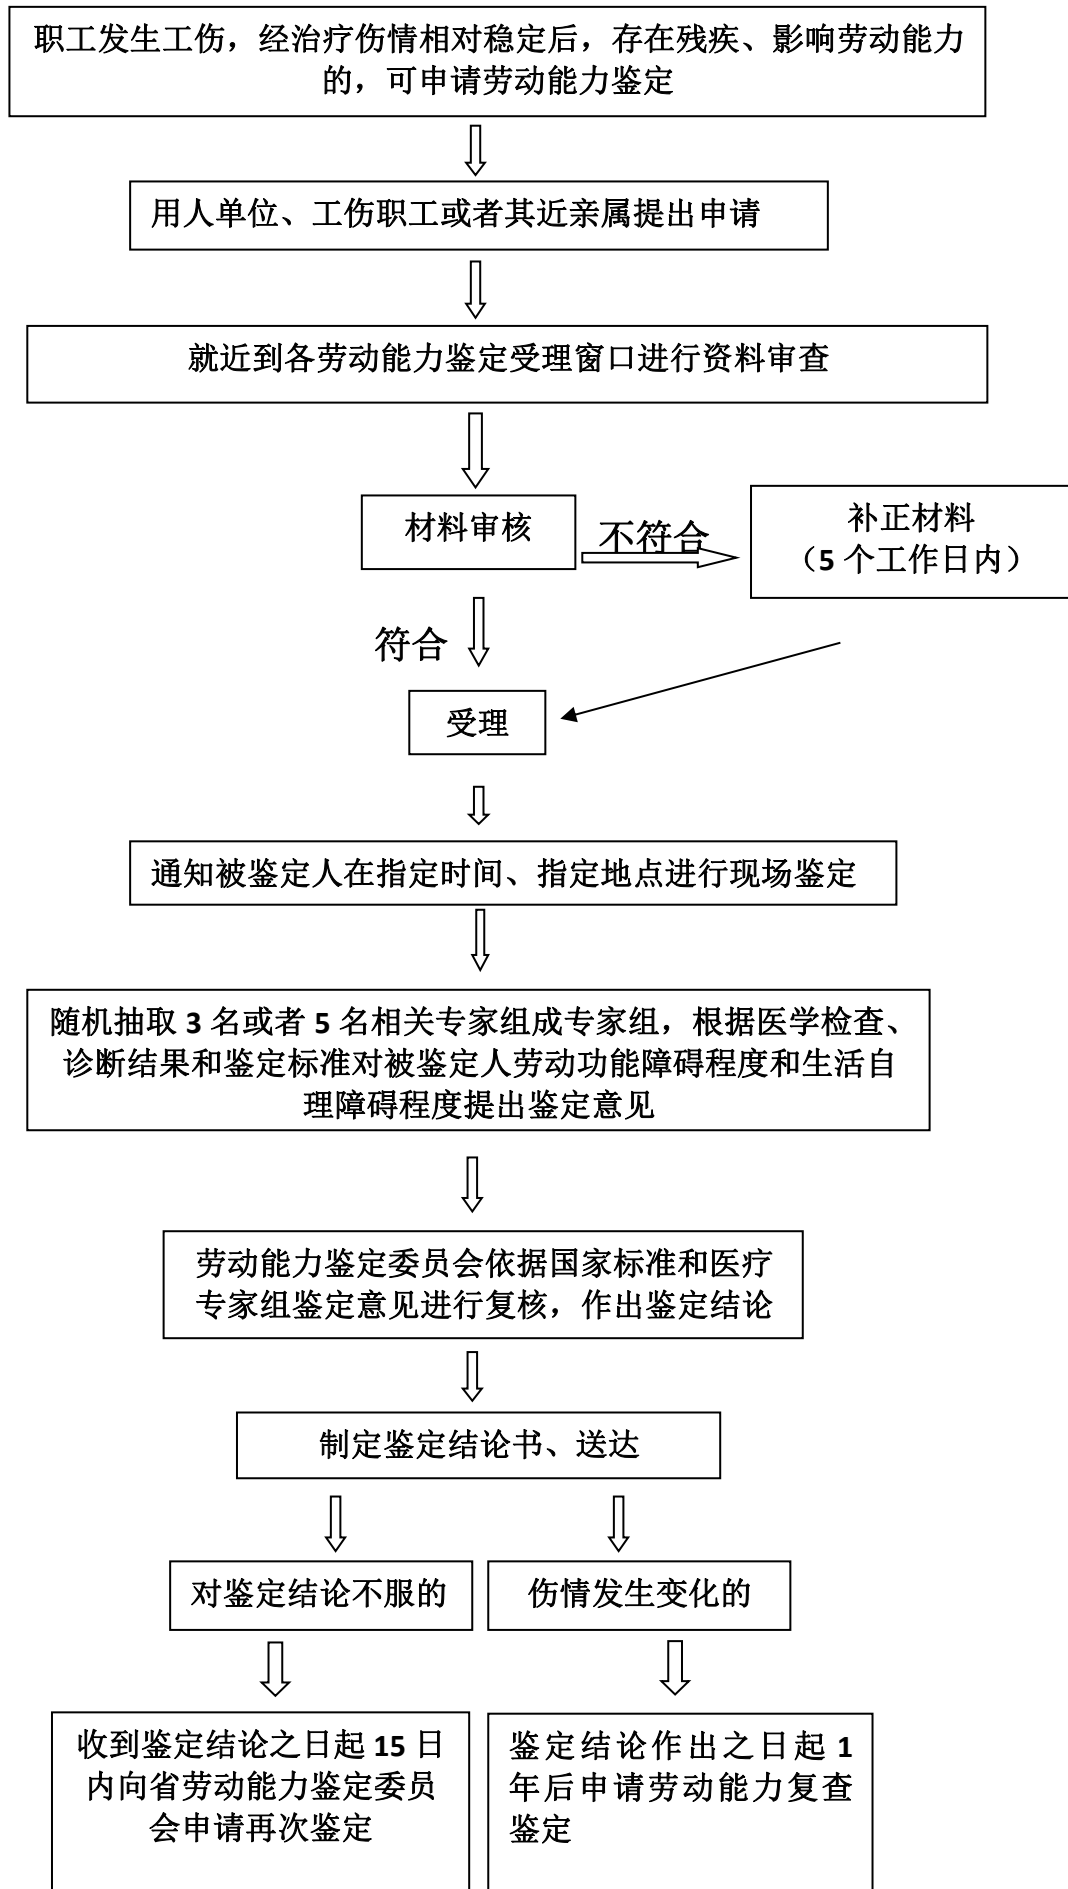 职工发生工伤，经治疗伤情相对稳定后，存在残疾、影响劳动能力
的，可申请劳动能力鉴定
用人单位、工伤职工或者其近亲属提出申请
就近到各劳动能力鉴定受理窗口进行资料审查
材料审核
不符合
补正材料
（5 个工作日内）
符合
受理
通知被鉴定人在指定时间、指定地点进行现场鉴定
随机抽取 3 名或者 5 名相关专家组成专家组，根据医学检查、
诊断结果和鉴定标准对被鉴定人劳动功能障碍程度和生活自
理障碍程度提出鉴定意见
劳动能力鉴定委员会依据国家标准和医疗
专家组鉴定意见进行复核，作出鉴定结论
制定鉴定结论书、送达
对鉴定结论不服的
伤情发生变化的
收到鉴定结论之日起 15 日
内向省劳动能力鉴定委员
会申请再次鉴定
鉴定结论作出之日起 1
年后申请劳动能力复查
鉴定